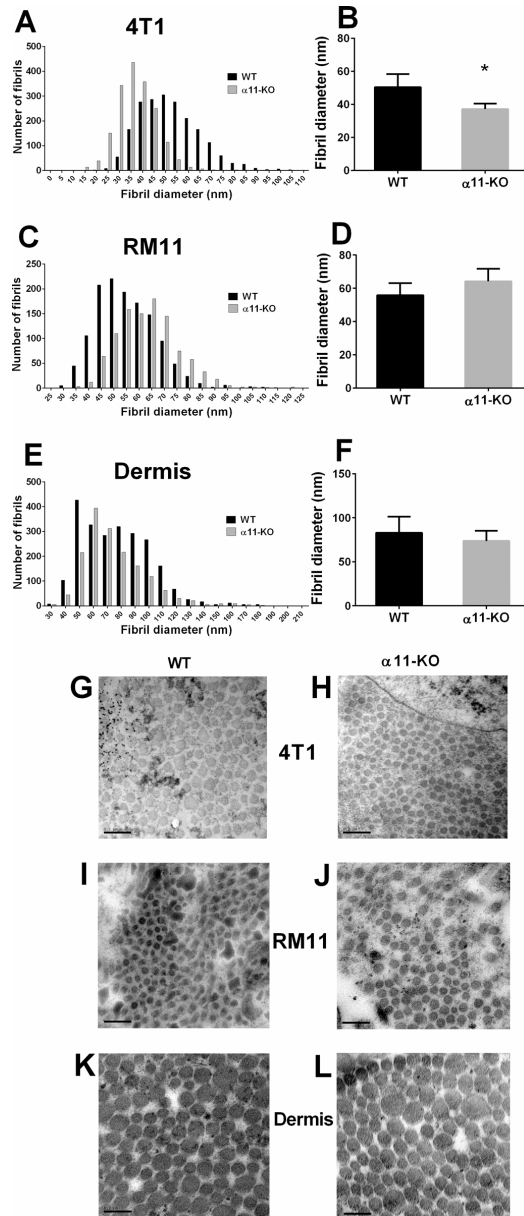 A
4T1
Number of fibrils
500
400
300
200
100
0
WT
α11-KO
0 5 10 15 20 25 30 35 40 45 50 55 60 65 70 75 80 85 90 95 100 105 110
Fibril diameter (nm)
B
Fibril diameter (nm)
80
60
40
20
0
*
WT
α11-KO
C
RM11
Number of fibrils
250
200
150
100
50
0
WT
α11-KO
25 30 35 40 45 50 55 60 65 70 75 80 85 90 95 100 105 110 115 120 125
Fibril diameter (nm)
D
Fibril diameter (nm)
80
60
40
20
0
WT
α11-KO
E
Dermis
Number of fibrils
500
400
300
200
100
0
WT
α11-KO
30 40 50 60 70 80 90 100 110 120 130 140 150 160 170 180 190 200 210
Fibril diameter (nm)
F
Fibril diameter (nm)
150
100
50
0
WT
α11-KO
WT
α11-KO
G
H
4T1
I
J
RM11
K
L
Dermis